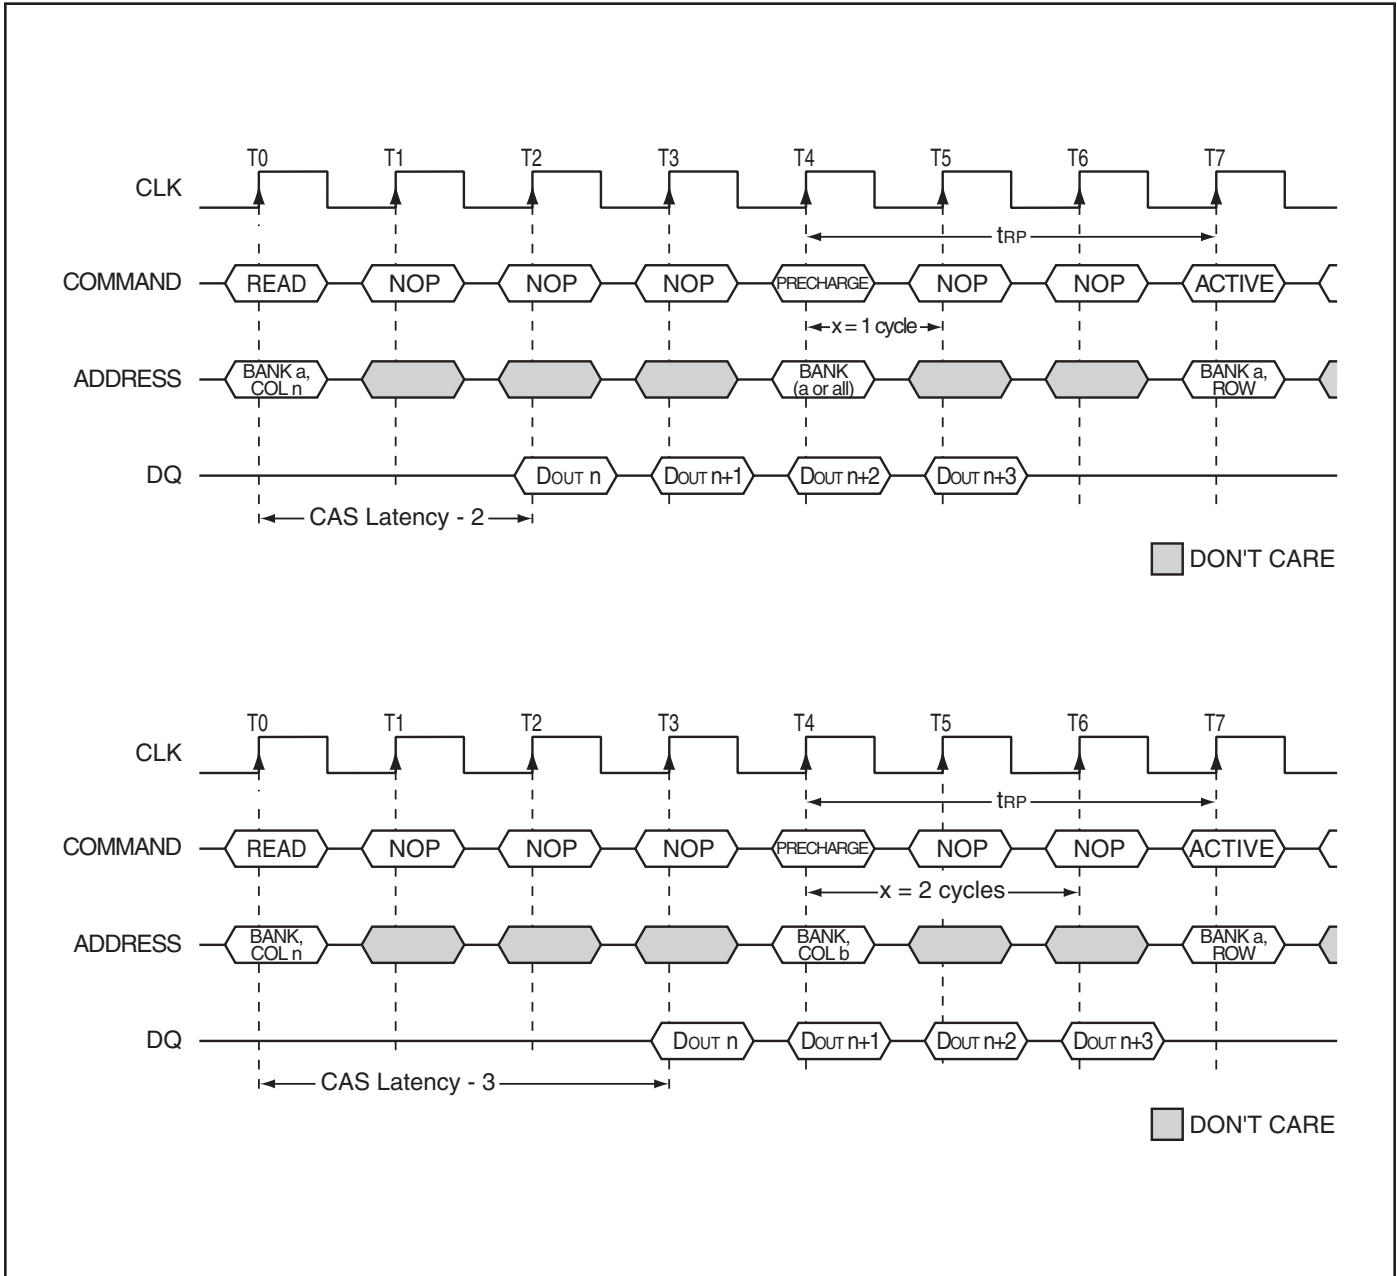 T0 T1 T2 T3 T4 T5 T6 T7
CLK
tRP
COMMAND READ NOP NOP NOP PRECHARGE NOP NOP ACTIVE
x = 1 cycle
ADDRESS BANK a, COL n BANK (a or all) BANK a, ROW
DQ DOUT n DOUT n+1 DOUT n+2 DOUT n+3
CAS Latency - 2
DON'T CARE
T0 T1 T2 T3 T4 T5 T6 T7
CLK
tRP
COMMAND READ NOP NOP NOP PRECHARGE NOP NOP ACTIVE
x = 2 cycles
ADDRESS BANK, COL n BANK, COL b BANK a, ROW
DQ DOUT n DOUT n+1 DOUT n+2 DOUT n+3
CAS Latency - 3
DON'T CARE